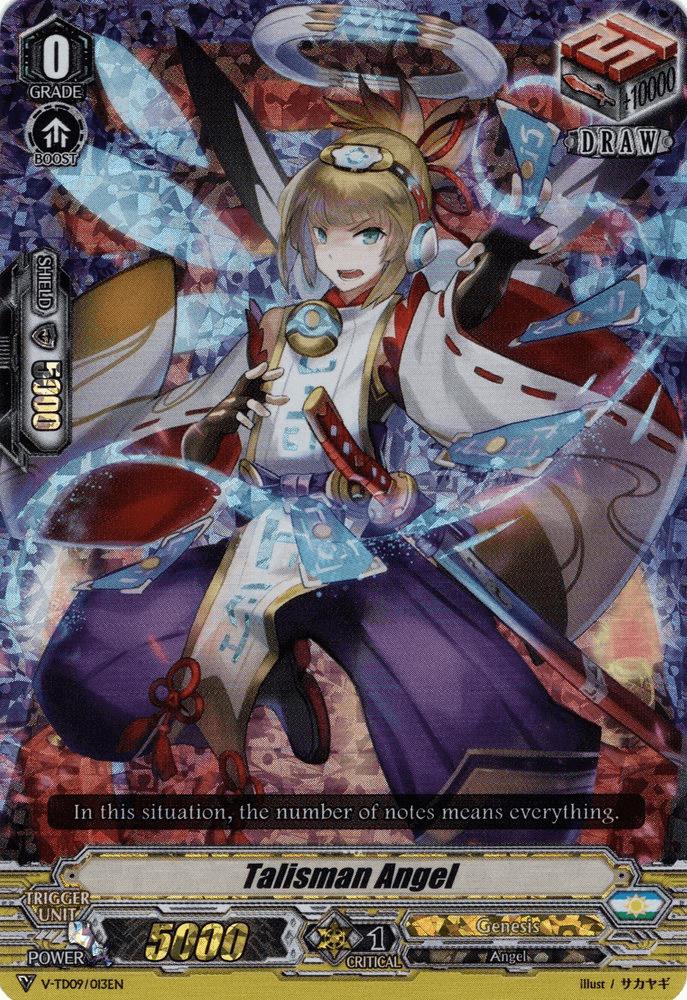 0
GRADE
BOOST
+10000
DRAW
SHIELD
5000
In this situation, the number of notes means everything.
Talisman Angel
TRIGGER
UNIT
POWER
5000
1
CRITICAL
Genesis
Angel
V-TD09/013EN
illust / サカヤギ